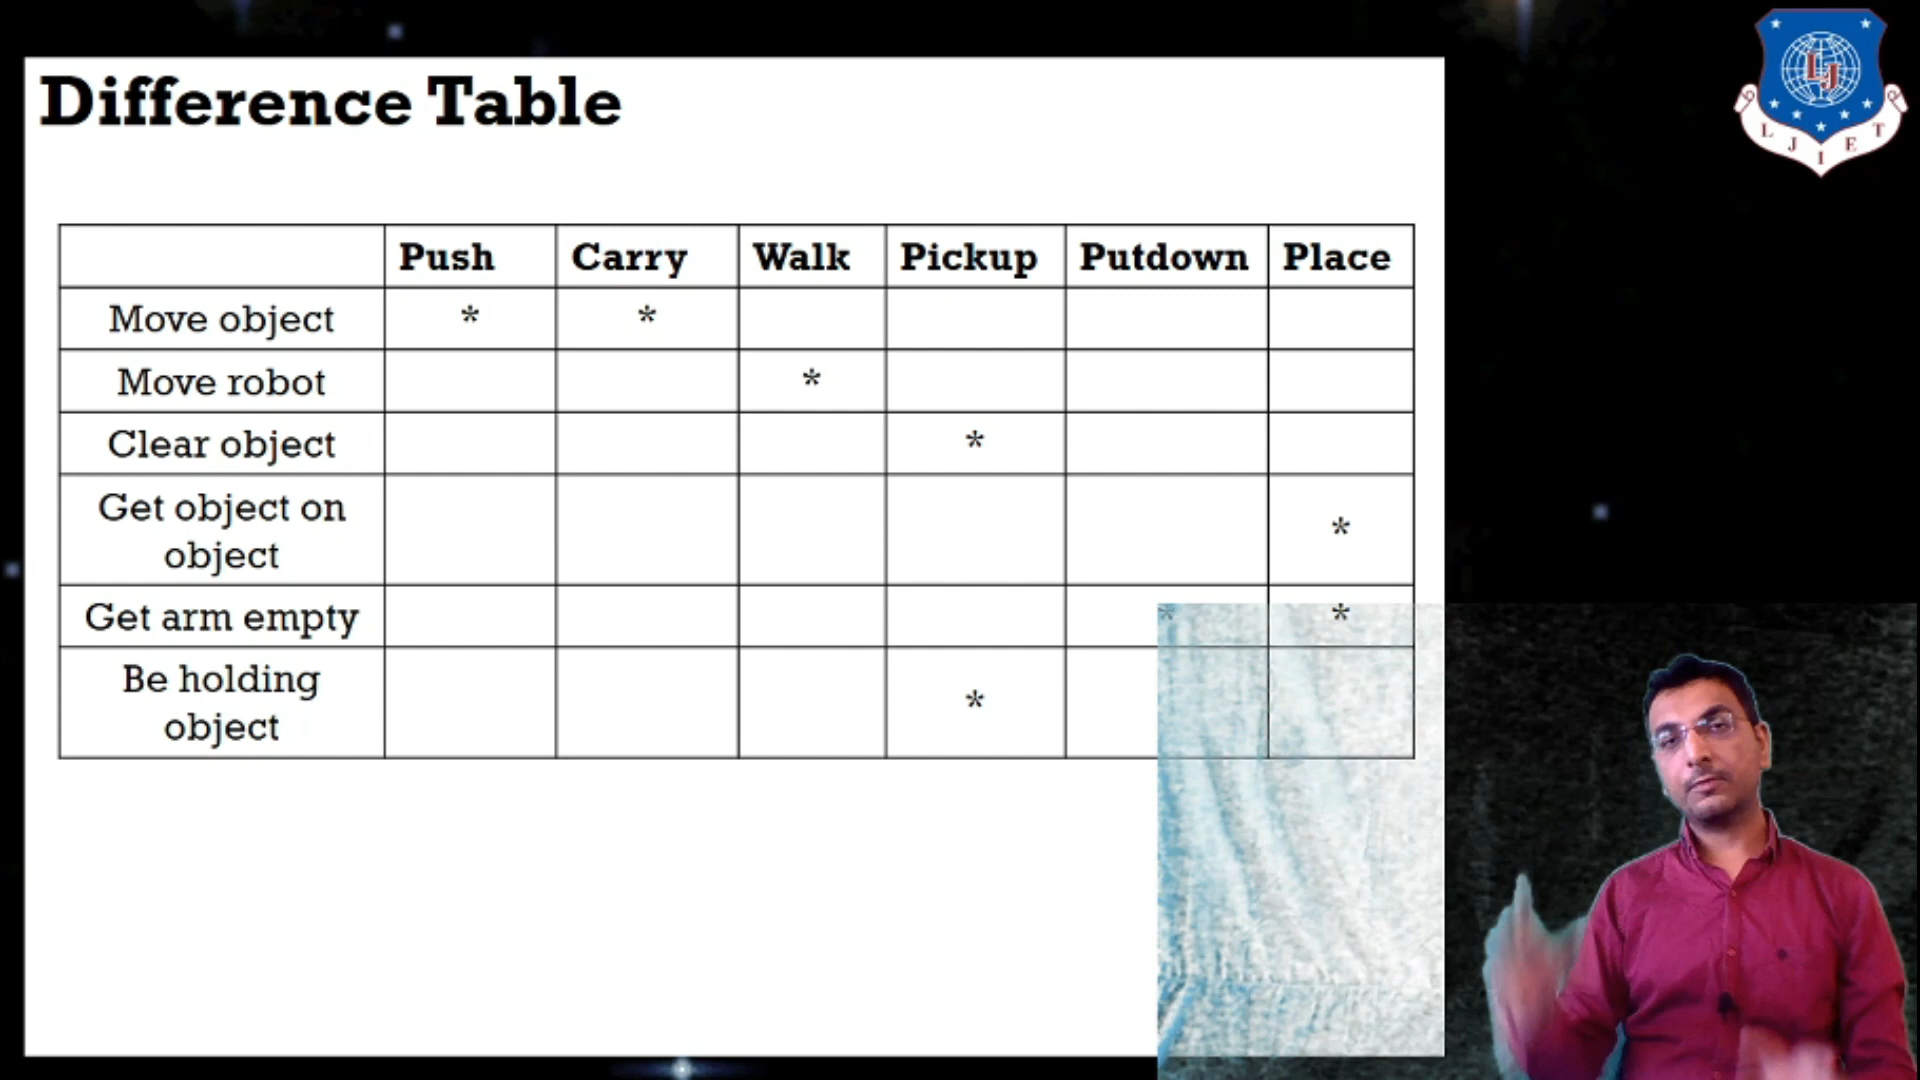 Difference Table
Push Carry Walk Pickup Putdown Place
Move object * *
Move robot *
Clear object *
Get object on
object *
Get arm empty * *
Be holding
object *
LJ
L J I E T